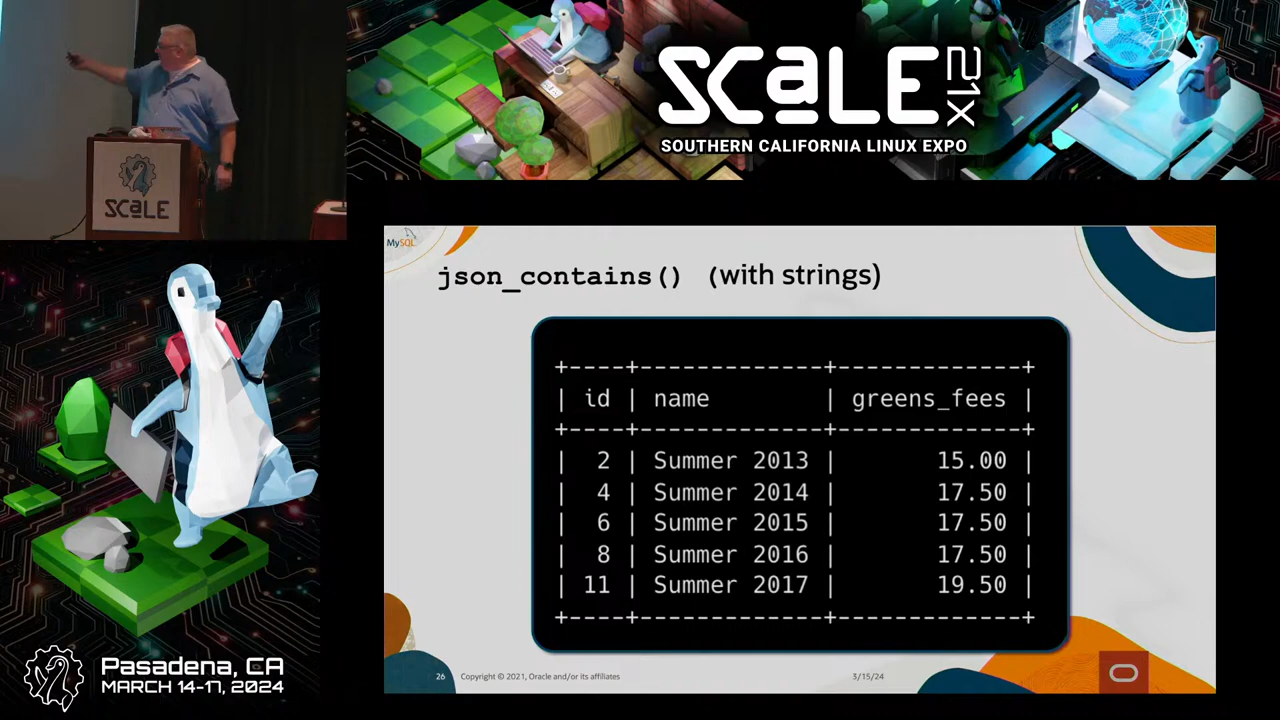 SCALE
SCALE 21X
SOUTHERN CALIFORNIA LINUX EXPO
MySQL
json_contains() (with strings)
+----+-------------+-------------+
| id | name | greens_fees |
+----+-------------+-------------+
| 2 | Summer 2013 | 15.00 |
| 4 | Summer 2014 | 17.50 |
| 6 | Summer 2015 | 17.50 |
| 8 | Summer 2016 | 17.50 |
| 11 | Summer 2017 | 19.50 |
+----+-------------+-------------+
26 Copyright © 2021, Oracle and/or its affiliates 3/15/24
Pasadena, CA
MARCH 14-17, 2024